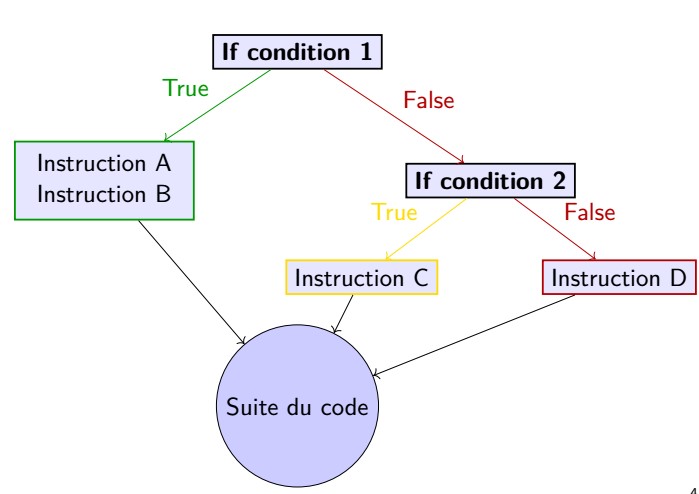 If condition 1
True
False
Instruction A
Instruction B
If condition 2
True
False
Instruction C
Instruction D
Suite du code
4